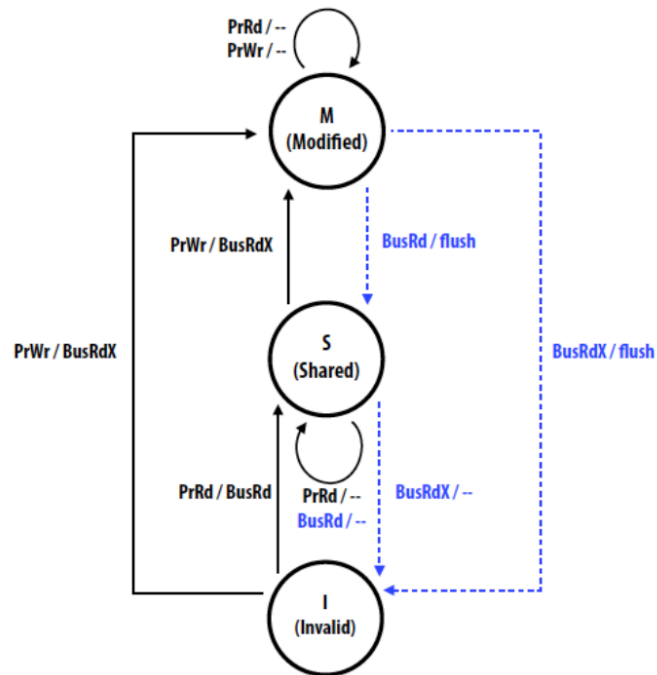 PrRd / --
PrWr / --
M
(Modified)
PrWr / BusRdX
BusRd / flush
PrWr / BusRdX
S
(Shared)
BusRdX / flush
PrRd / BusRd
PrRd / --
BusRd / --
BusRdX / --
I
(Invalid)